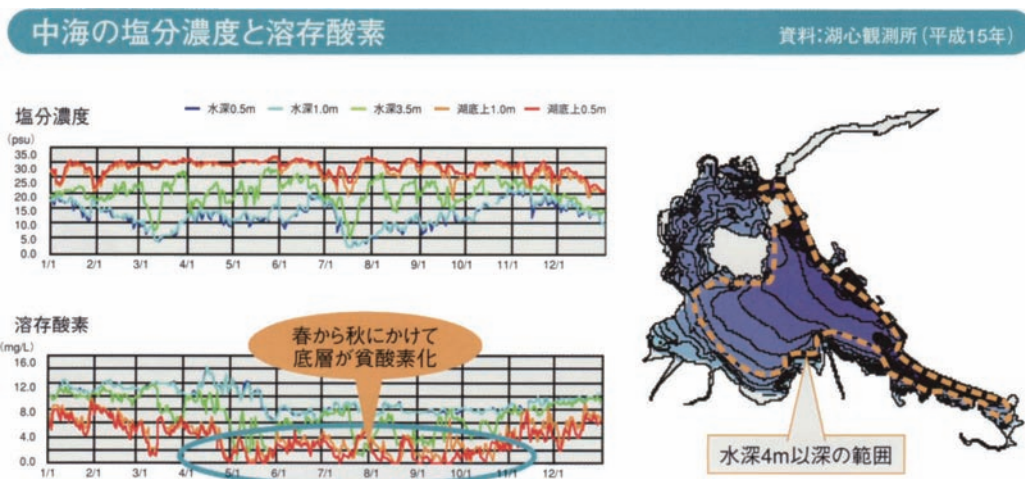 中海の塩分濃度と溶存酸素
資料:湖心観測所(平成15年)
塩分濃度
水深0.5m 水深1.0m 水深3.5m 湖底上1.0m 湖底上0.5m
(psu)
35.0
30.0
25.0
20.0
15.0
10.0
5.0
0.0
1/1 2/1 3/1 4/1 5/1 6/1 7/1 8/1 9/1 10/1 11/1 12/1
溶存酸素
(mg/L)
春から秋にかけて
底層が貧酸素化
16.0
12.0
8.0
4.0
0.0
1/1 2/1 3/1 4/1 5/1 6/1 7/1 8/1 9/1 10/1 11/1 12/1
水深4m以深の範囲